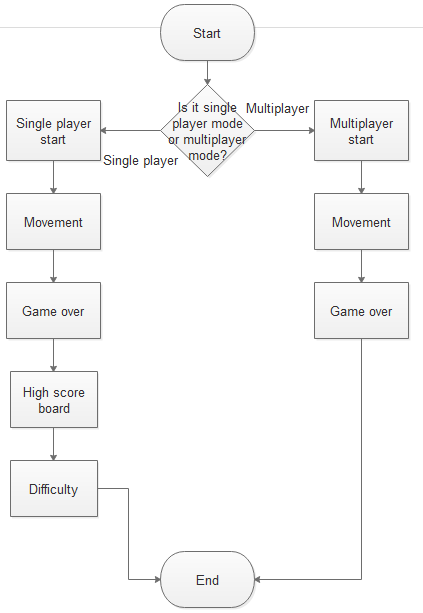 Start
Is it single
player mode
or multiplayer
mode?
Multiplayer
Single player
Single player
start
Multiplayer
start
Movement
Movement
Game over
Game over
High score
board
Difficulty
End